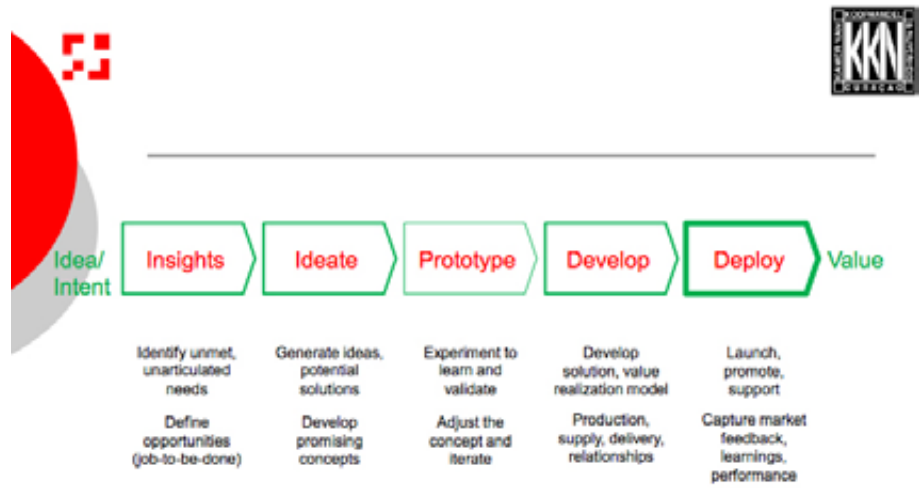 KOOPHANDEL
KKN
CURAÇAO
Idea/
Intent
Insights
Ideate
Prototype
Develop
Deploy
Value
Identify unmet,
unarticulated
needs
Define
opportunities
(job-to-be-done)
Generate ideas,
potential
solutions
Develop
promising
concepts
Experiment to
learn and
validate
Adjust the
concept and
iterate
Develop
solution, value
realization model
Production,
supply, delivery,
relationships
Launch,
promote,
support
Capture market
feedback,
learnings,
performance